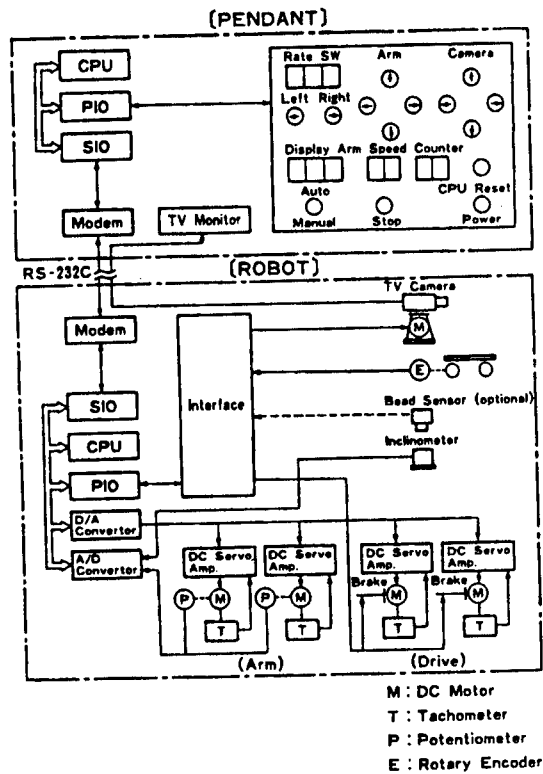 [PENDANT]
CPU
PIO
SIO
Modem
TV Monitor
Rate SW
Arm
Camera
Left Right
Display Arm Speed Counter
CPU Reset
Auto
Manual
Stop
Power
RS-232C
[ROBOT]
Modem
SIO
CPU
PIO
D/A
Convertor
A/D
Convertor
Interface
TV Camera
M
E
Bead Sensor (optional)
Inclinometer
DC Servo
Amp.
DC Servo
Amp.
DC Servo
Amp.
DC Servo
Amp.
Brake
Brake
P
M
P
M
M
M
T
T
T
T
(Arm)
(Drive)
M : DC Motor
T : Tachometer
P : Potentiometer
E : Rotary Encoder